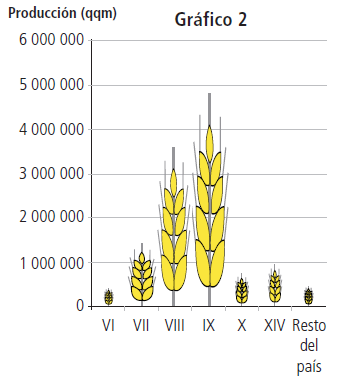 Producción (qqm)
Gráfico 2
6 000 000
5 000 000
4 000 000
3 000 000
2 000 000
1 000 000
0
VI VII VIII IX X XIV Resto
del
país